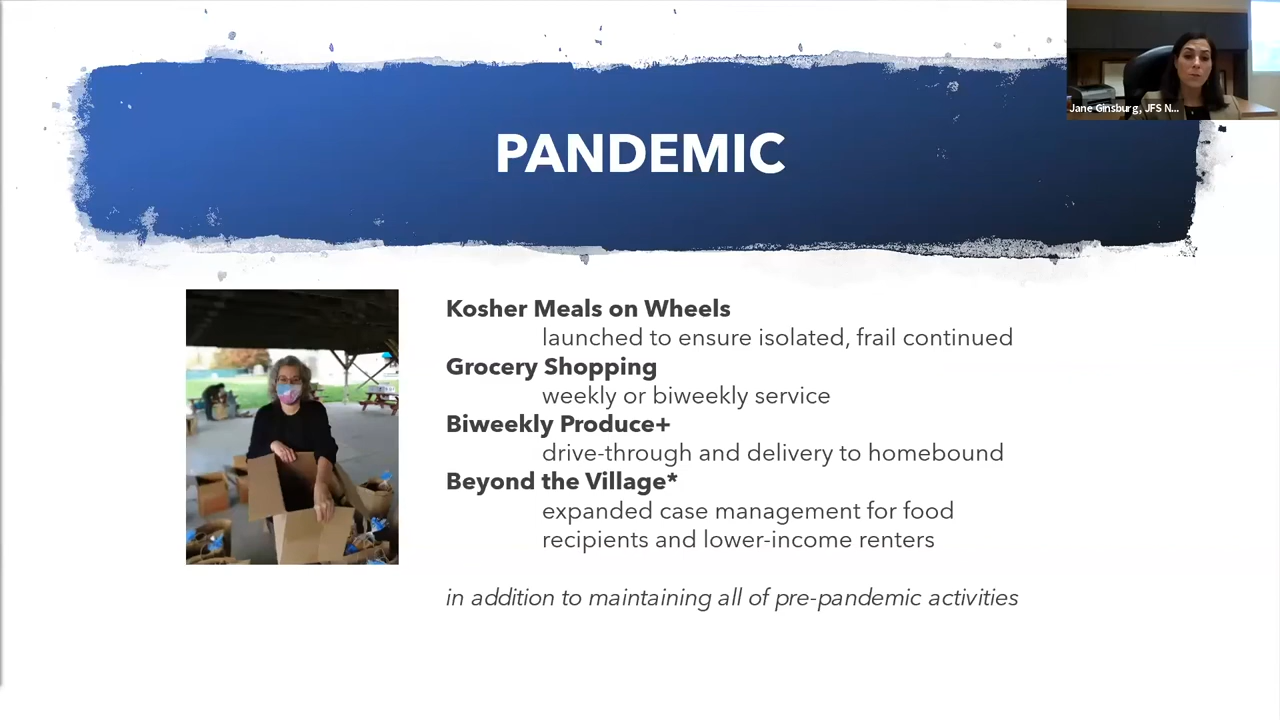 PANDEMIC
Jane Ginsburg, JFS N...
Kosher Meals on Wheels
launched to ensure isolated, frail continued
Grocery Shopping
weekly or biweekly service
Biweekly Produce+
drive-through and delivery to homebound
Beyond the Village*
expanded case management for food
recipients and lower-income renters
in addition to maintaining all of pre-pandemic activities